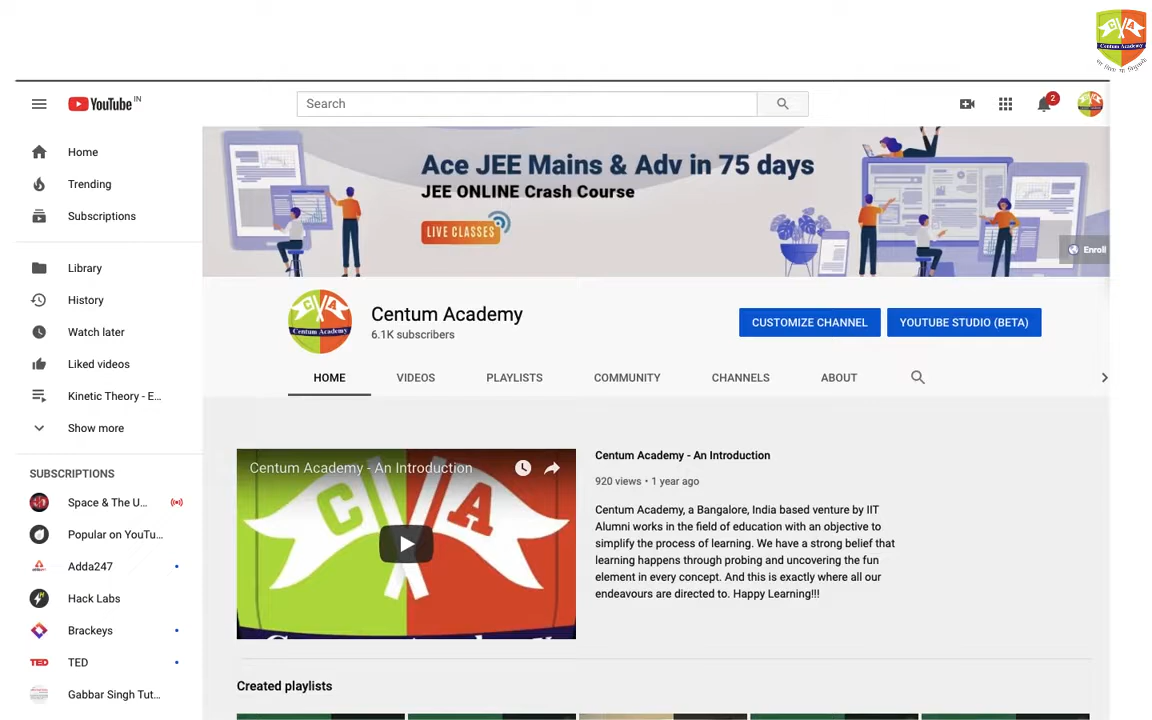 C A
Centum Academy
YouTube IN
Search
2
Home
Trending
Subscriptions
Library
History
Watch later
Liked videos
Kinetic Theory - E...
Show more
SUBSCRIPTIONS
Space & The U...
Popular on YouTu...
Adda247
Hack Labs
Brackeys
TED
TED
Gabbar Singh Tut...
Ace JEE Mains & Adv in 75 days
JEE ONLINE Crash Course
LIVE CLASSES
Enroll
C A
Centum Academy
Centum Academy
6.1K subscribers
CUSTOMIZE CHANNEL
YOUTUBE STUDIO (BETA)
HOME VIDEOS PLAYLISTS COMMUNITY CHANNELS ABOUT
Centum Academy - An Introduction
C A
Centum Academy - An Introduction
920 views • 1 year ago
Centum Academy, a Bangalore, India based venture by IIT
Alumni works in the field of education with an objective to
simplify the process of learning. We have a strong belief that
learning happens through probing and uncovering the fun
element in every concept. And this is exactly where all our
endeavours are directed to. Happy Learning!!!
Created playlists